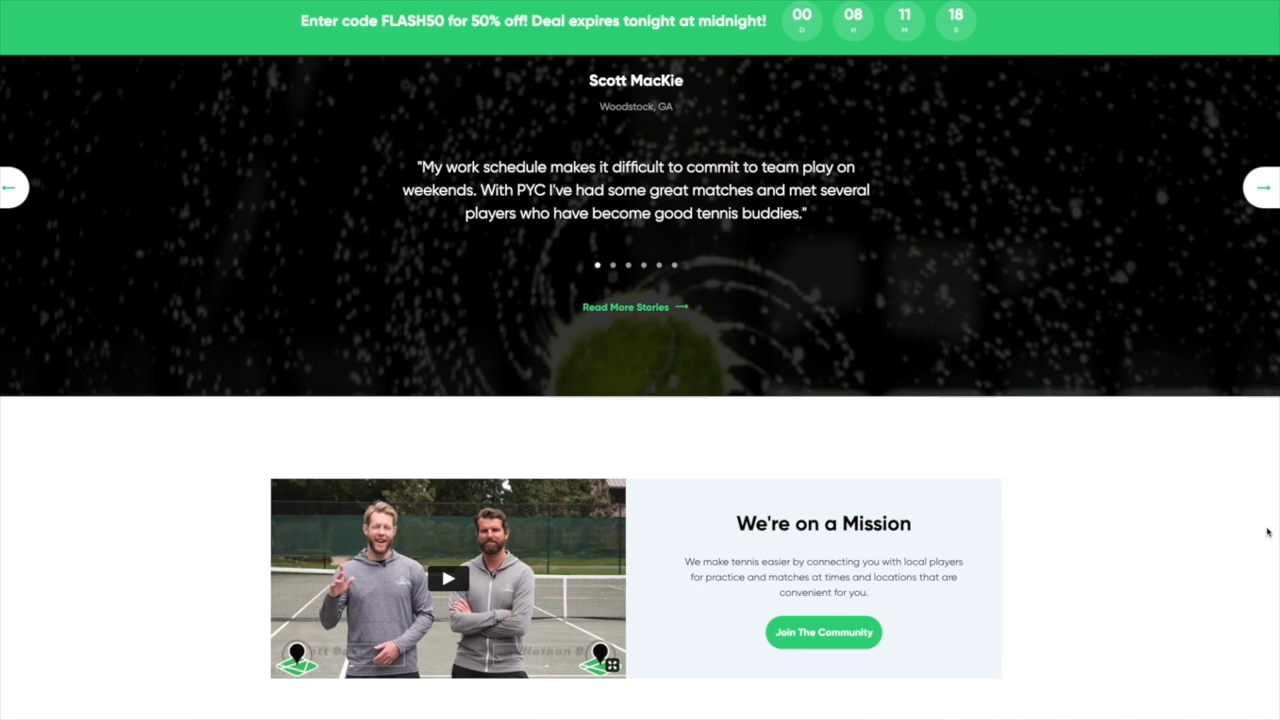 Enter code FLASH50 for 50% off! Deal expires tonight at midnight!
00 08 11 18
D H M S
Scott MacKie
Woodstock, GA
"My work schedule makes it difficult to commit to team play on
weekends. With PYC I've had some great matches and met several
players who have become good tennis buddies."
Read More Stories
We're on a Mission
We make tennis easier by connecting you with local players
for practice and matches at times and locations that are
convenient for you.
Join The Community